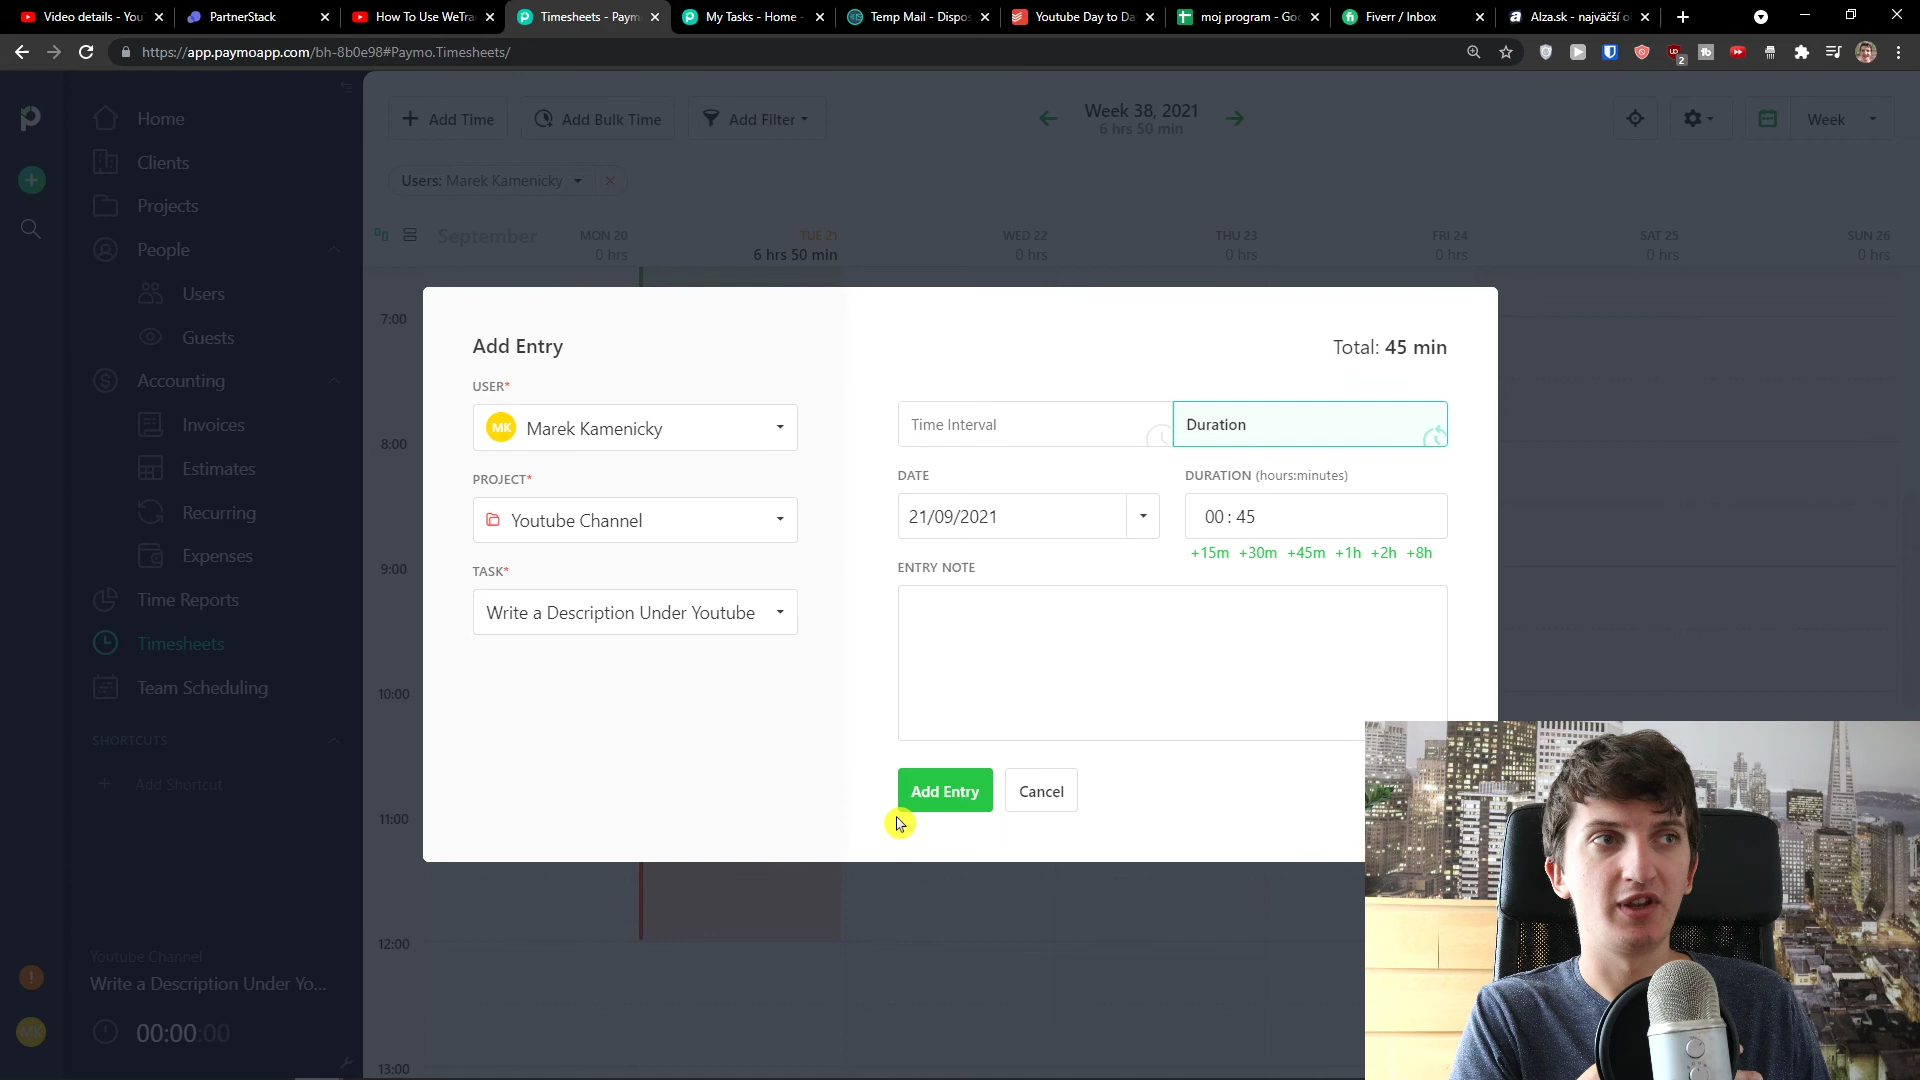 Video details - You
PartnerStack
How To Use WeTra
Timesheets - Paym
My Tasks - Home -
Temp Mail - Dispos
Youtube Day to Da
moj program - Goo
Fiverr / Inbox
Alza.sk - najväčší o
https://app.paymoapp.com/bh-8b0e98#Paymo.Timesheets/
Home
Clients
Projects
People
Users
Guests
Accounting
Invoices
Estimates
Recurring
Expenses
Time Reports
Timesheets
Team Scheduling
SHORTCUTS
Add Shortcut
Youtube Channel
Write a Description Under Yo...
MK
00:00:00
Add Time
Add Bulk Time
Add Filter
Week 38, 2021
6 hrs 50 min
Week
Users: Marek Kamenicky
September
MON 20
0 hrs
TUE 21
6 hrs 50 min
WED 22
0 hrs
THU 23
0 hrs
FRI 24
0 hrs
SAT 25
0 hrs
SUN 26
0 hrs
7:00
8:00
9:00
10:00
11:00
12:00
13:00
Add Entry
USER*
MK Marek Kamenicky
PROJECT*
Youtube Channel
TASK*
Write a Description Under Youtube
Total: 45 min
Time Interval
Duration
DATE
21/09/2021
DURATION (hours:minutes)
00 : 45
+15m +30m +45m +1h +2h +8h
ENTRY NOTE
Add Entry
Cancel